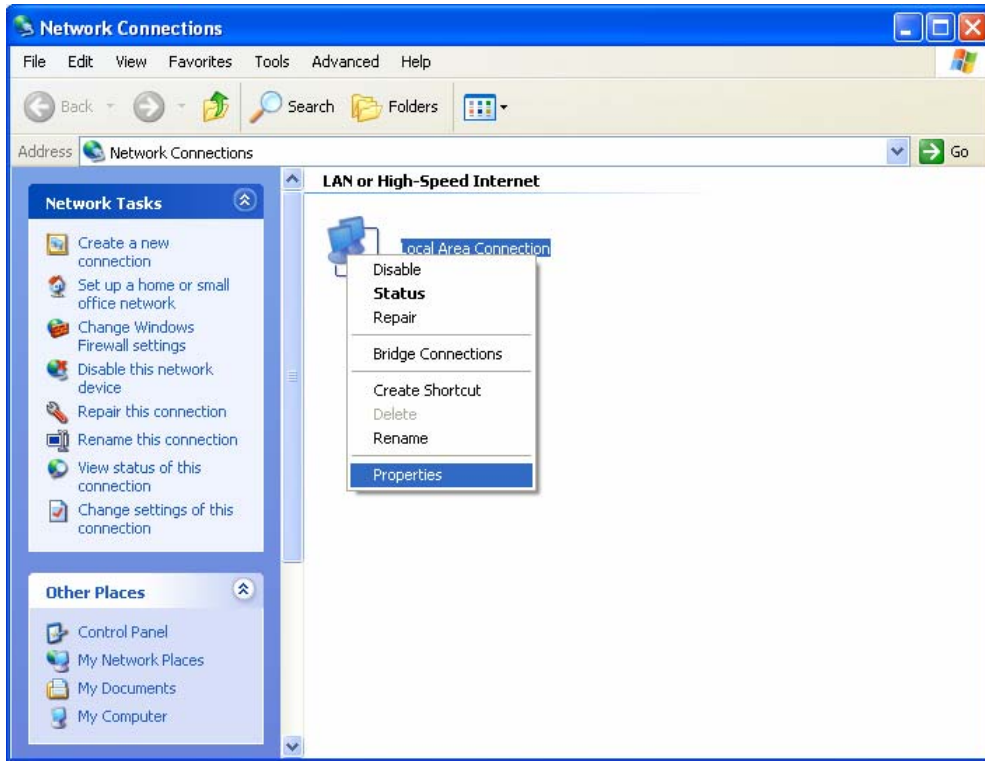 Network Connections
File Edit View Favorites Tools Advanced Help
Back Search Folders
Address Network Connections Go
Network Tasks
Create a new
connection
Set up a home or small
office network
Change Windows
Firewall settings
Disable this network
device
Repair this connection
Rename this connection
View status of this
connection
Change settings of this
connection
Other Places
Control Panel
My Network Places
My Documents
My Computer
LAN or High-Speed Internet
Local Area Connection
Disable
Status
Repair
Bridge Connections
Create Shortcut
Delete
Rename
Properties